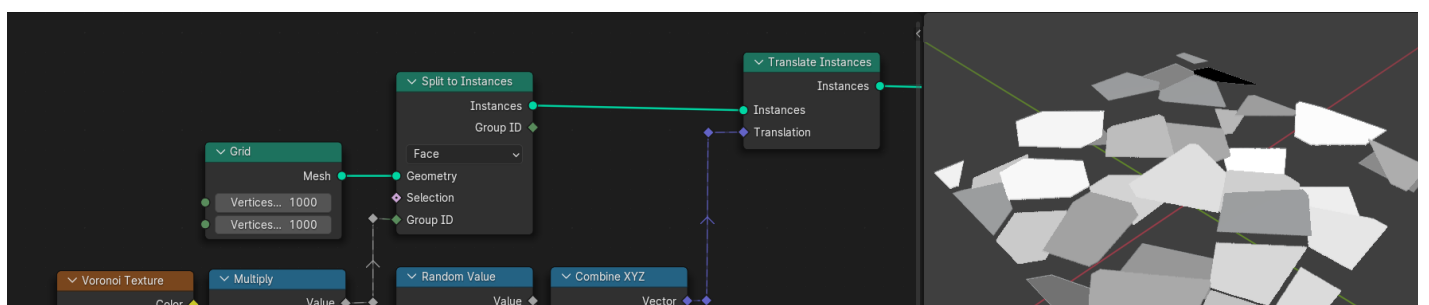 Translate Instances
Instances
Instances
Translation
Split to Instances
Instances
Group ID
Face
Geometry
Selection
Group ID
Grid
Mesh
Vertices... 1000
Vertices... 1000
Voronoi Texture
Color
Multiply
Value
Random Value
Value
Combine XYZ
Vector